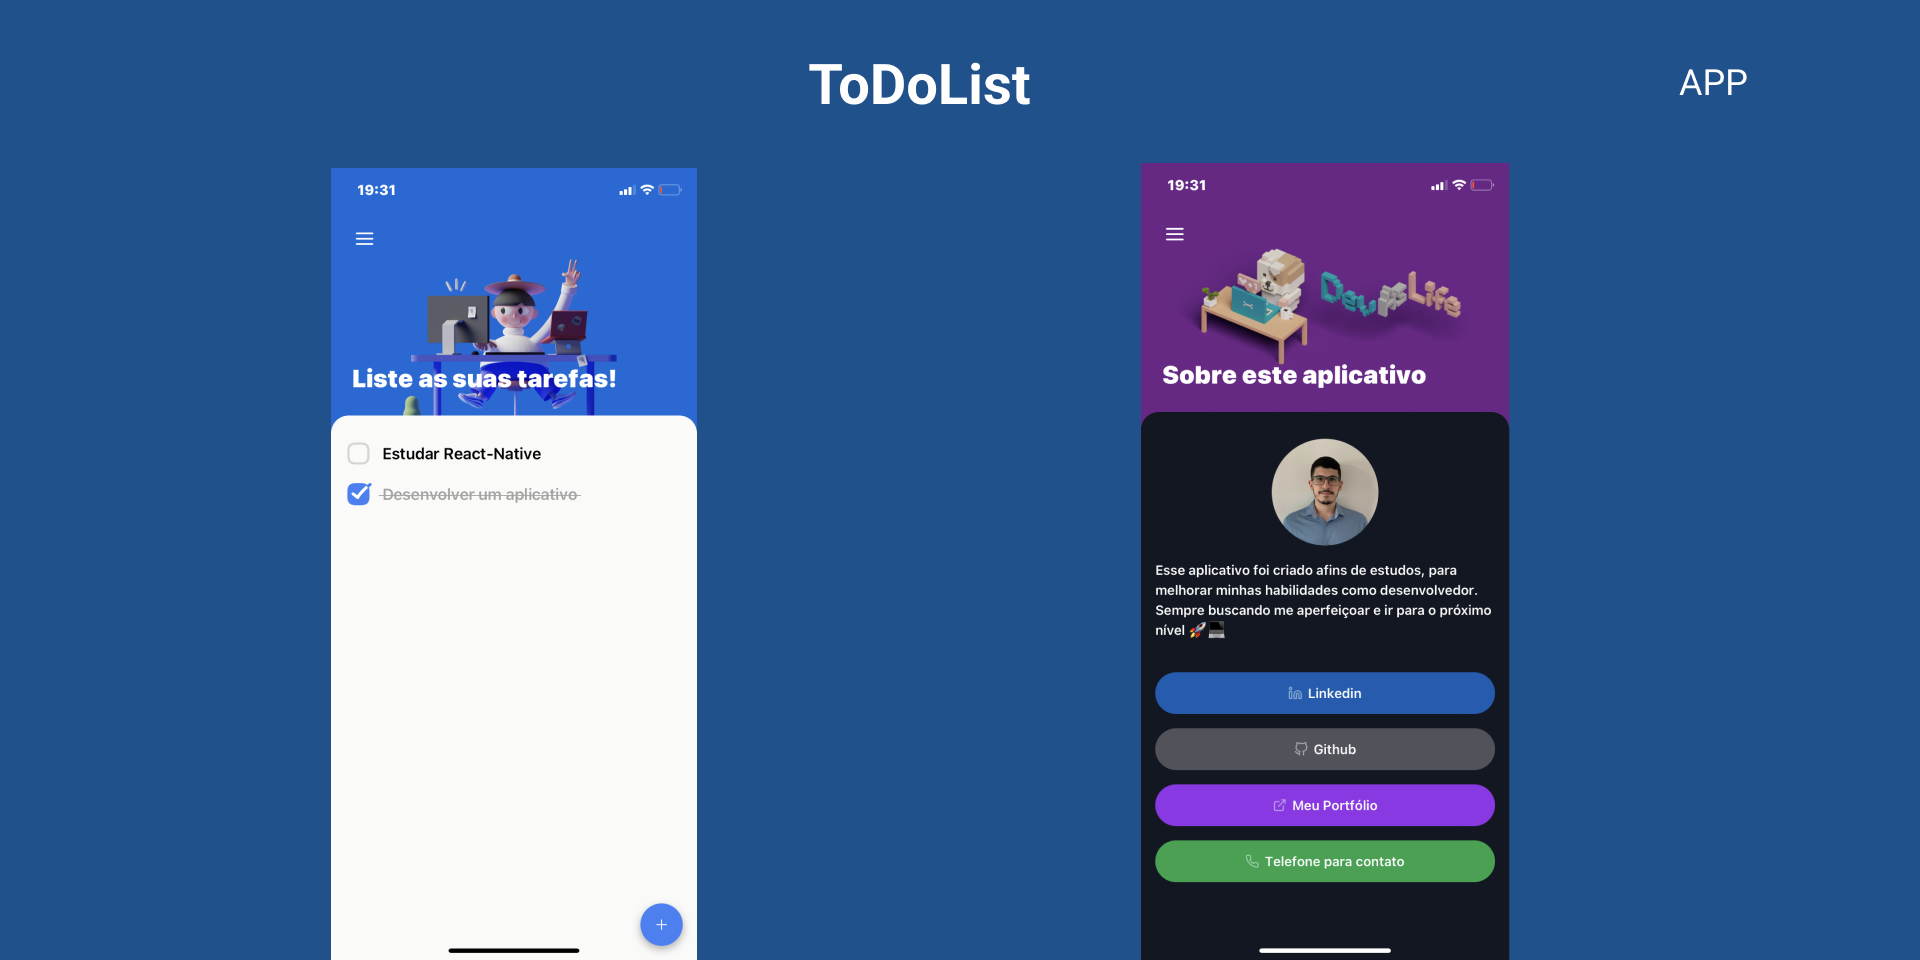 ToDoList
APP
19:31
Liste as suas tarefas!
Estudar React-Native
Desenvolver um aplicativo
+
19:31
Dev Life
Sobre este aplicativo
Esse aplicativo foi criado afins de estudos, para
melhorar minhas habilidades como desenvolvedor.
Sempre buscando me aperfeiçoar e ir para o próximo
nível 🚀💻
Linkedin
Github
Meu Portfólio
Telefone para contato